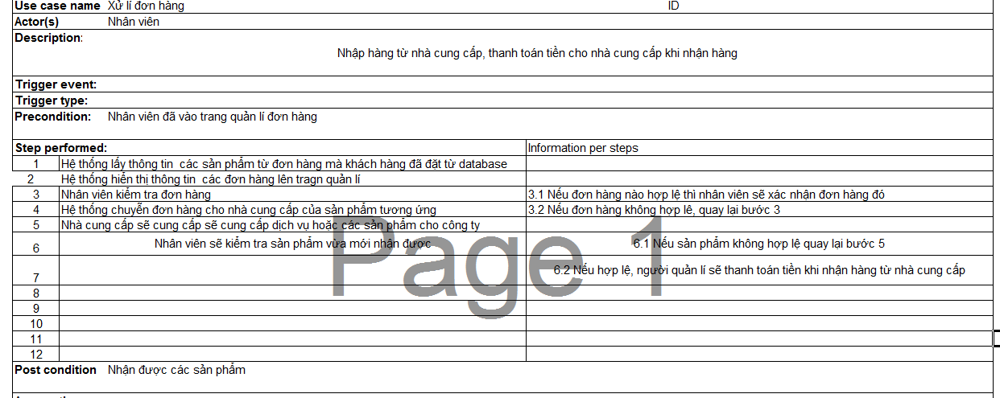 Use case name Xử lí đơn hàng ID
Actor(s) Nhân viên
Description:
Nhập hàng từ nhà cung cấp, thanh toán tiền cho nhà cung cấp khi nhận hàng
Trigger event:
Trigger type:
Precondition: Nhân viên đã vào trang quản lí đơn hàng
Step performed: Information per steps
1 Hệ thống lấy thông tin các sản phẩm từ đơn hàng mà khách hàng đã đặt từ database
2 Hệ thống hiển thị thông tin các đơn hàng lên tragn quản lí
3 Nhân viên kiểm tra đơn hàng 3.1 Nếu đơn hàng nào hợp lệ thì nhân viên sẽ xác nhận đơn hàng đó
4 Hệ thống chuyển đơn hàng cho nhà cung cấp của sản phẩm tương ứng 3.2 Nếu đơn hàng không hợp lê, quay lại bước 3
5 Nhà cung cấp sẽ cung cấp sẽ cung cấp dịch vụ hoặc các sản phẩm cho công ty
6 Nhân viên sẽ kiểm tra sản phẩm vừa mới nhận được 6.1 Nếu sản phẩm không hợp lệ quay lại bước 5
7 6.2 Nếu hợp lệ, người quản lí sẽ thanh toán tiền khi nhận hàng từ nhà cung cấp
Page 1
8
9
10
11
12
Post condition Nhận được các sản phẩm